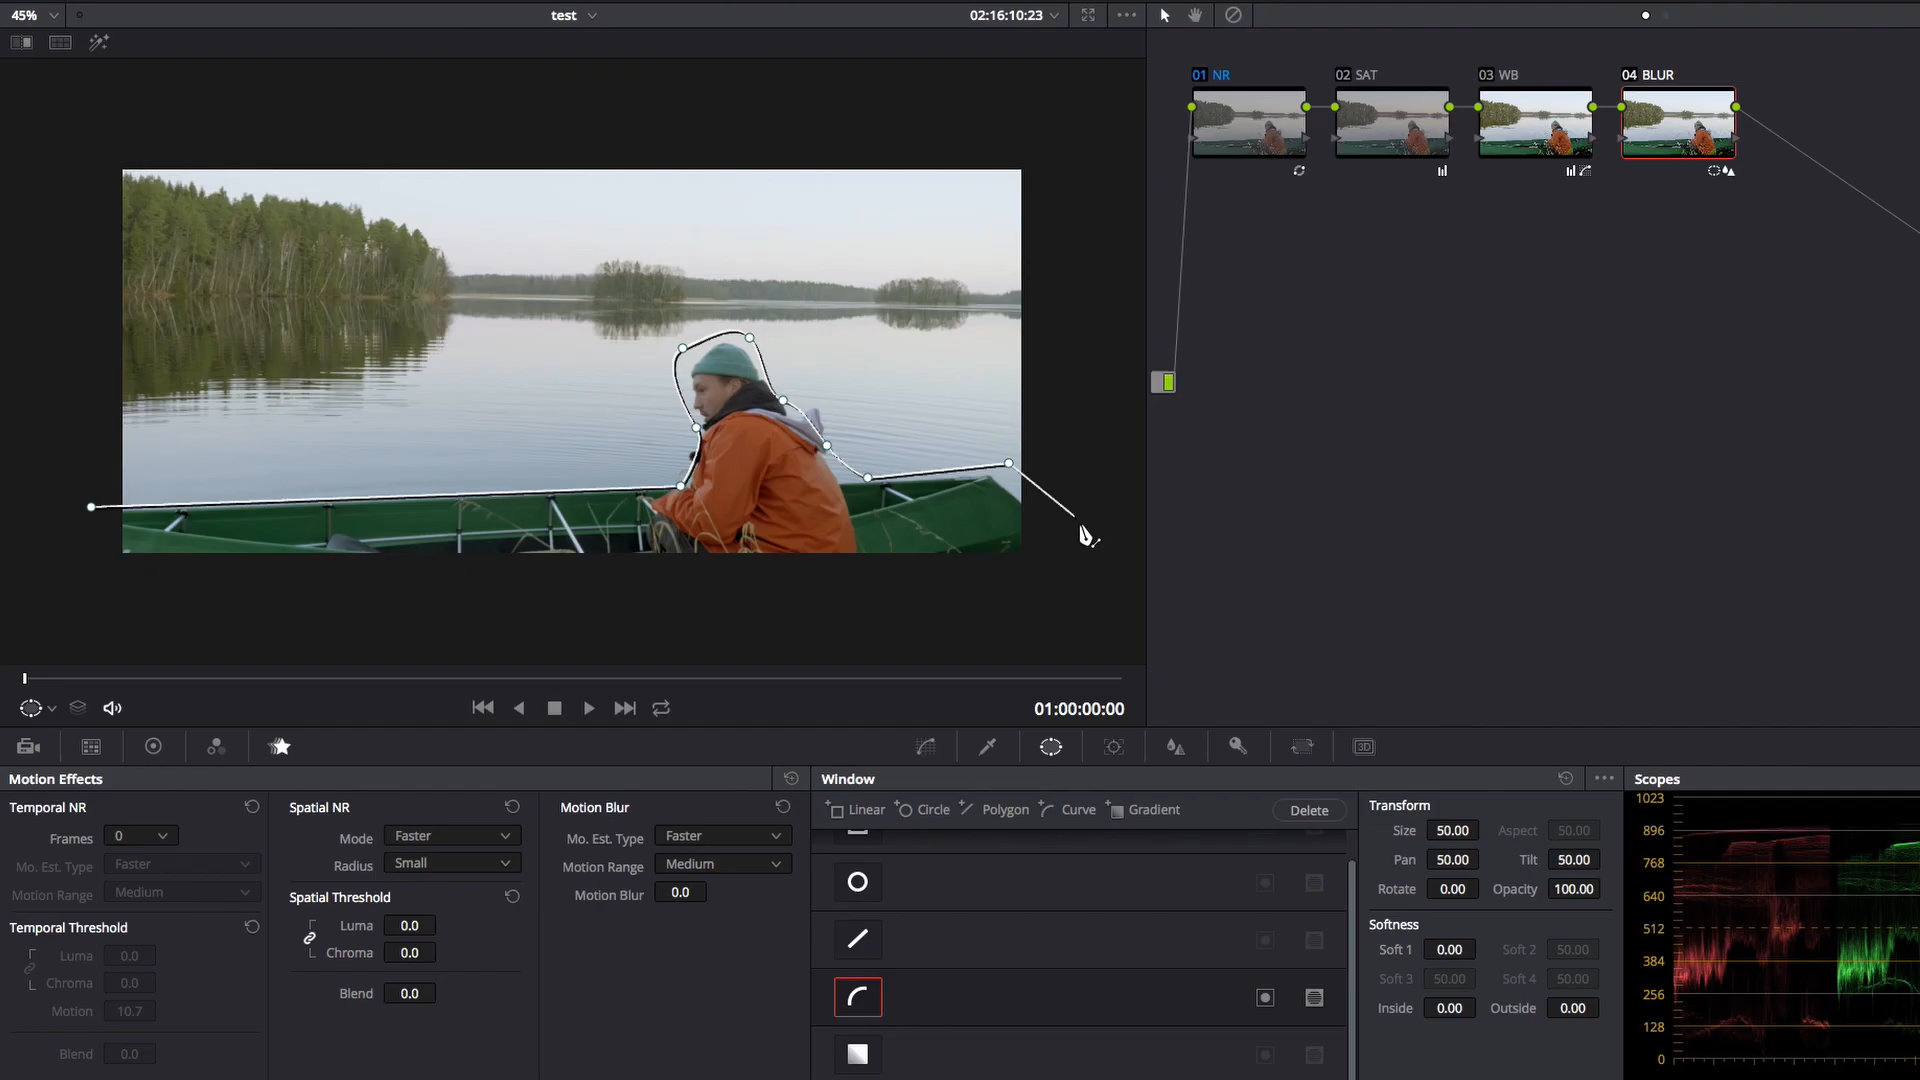 45%
test
02:16:10:23
01 NR
02 SAT
03 WB
04 BLUR
01:00:00:00
3D
Motion Effects
Window
Scopes
Temporal NR
Frames 0
Mo. Est. Type Faster
Motion Range Medium
Temporal Threshold
Luma 0.0
Chroma 0.0
Motion 10.7
Blend 0.0
Spatial NR
Mode Faster
Radius Small
Spatial Threshold
Luma 0.0
Chroma 0.0
Blend 0.0
Motion Blur
Mo. Est. Type Faster
Motion Range Medium
Motion Blur 0.0
Linear Circle Polygon Curve Gradient Delete
Transform
Size 50.00 Aspect 50.00
Pan 50.00 Tilt 50.00
Rotate 0.00 Opacity 100.00
Softness
Soft 1 0.00 Soft 2 50.00
Soft 3 50.00 Soft 4 50.00
Inside 0.00 Outside 0.00
1023
896
768
640
512
384
256
128
0